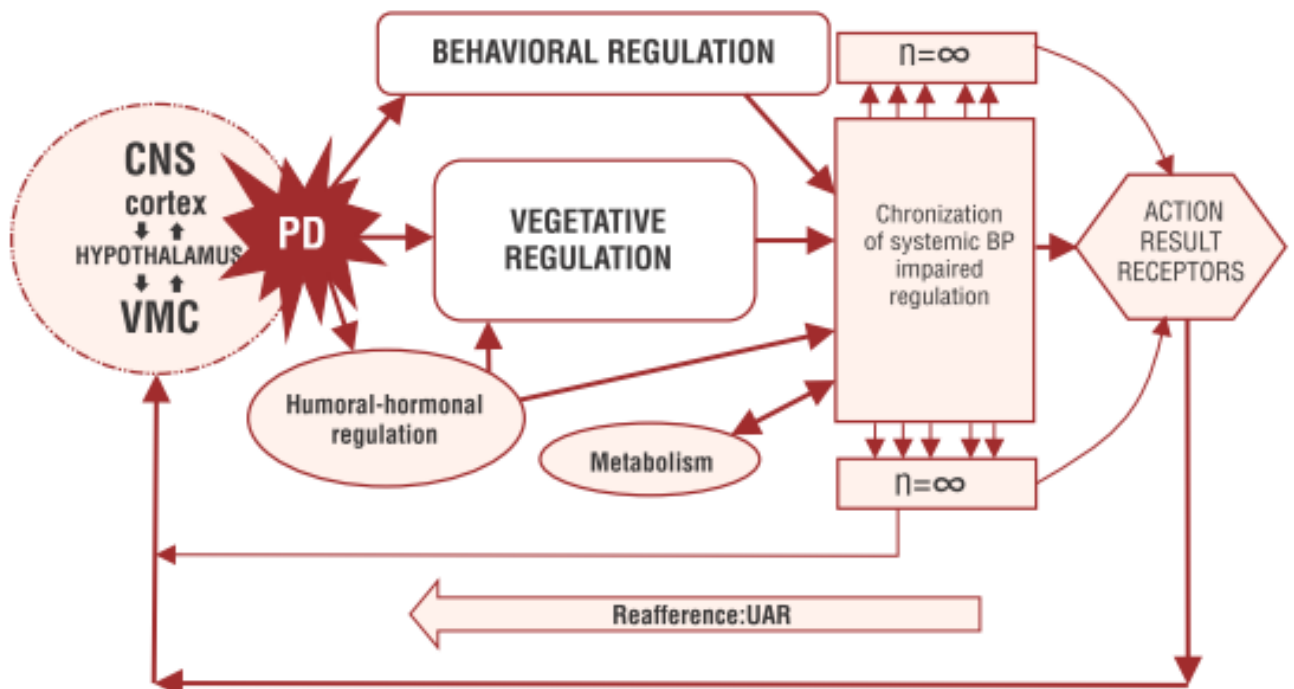 BEHAVIORAL REGULATION
n=∞
CNS
cortex
HYPOTHALAMUS
VMC
PD
VEGETATIVE
REGULATION
Chronization
of systemic BP
impaired
regulation
ACTION
RESULT
RECEPTORS
Humoral-hormonal
regulation
Metabolism
n=∞
Reafference:UAR